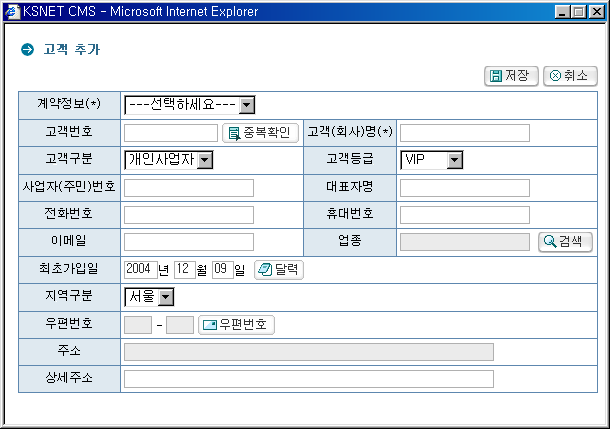 KSNET CMS - Microsoft Internet Explorer
고객 추가
저장 취소
계약정보(*) ---선택하세요---
고객번호 중복확인 고객(회사)명(*)
고객구분 개인사업자 고객등급 VIP
사업자(주민)번호 대표자명
전화번호 휴대번호
이메일 업종 검색
최초가입일 2004 년 12 월 09 일 달력
지역구분 서울
우편번호 - 우편번호
주소
상세주소